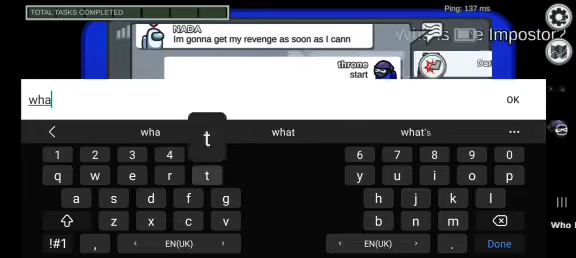 TOTAL TASKS COMPLETED
Ping: 137 ms
NADA
Im gonna get my revenge as soon as I cann
Impostor?
throne
start
wha
OK
t
wha
what
what's
1 2 3 4 6 7 8 9 0
q w e r t y u i o p
a s d f g h j k l
z x c v b n m
!#1 , EN(UK) EN(UK) . Done
Who